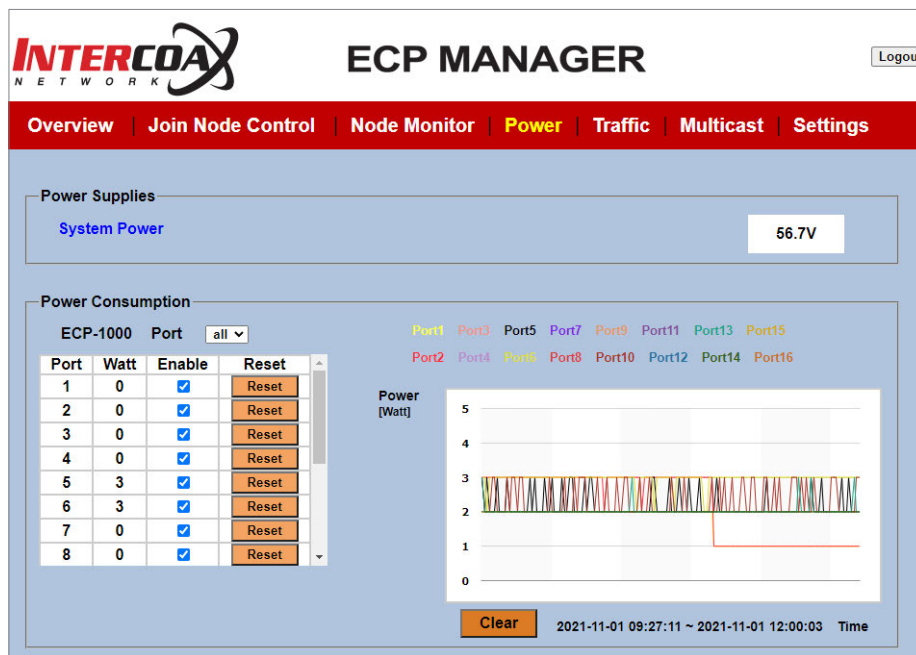 INTERCOAX
NETWORK
ECP MANAGER
Logou
Overview Join Node Control Node Monitor Power Traffic Multicast Settings
Power Supplies
System Power 56.7V
Power Consumption
ECP-1000 Port all
Port1 Port3 Port5 Port7 Port9 Port11 Port13 Port15
Port2 Port4 Port6 Port8 Port10 Port12 Port14 Port16
Port Watt Enable Reset
1 0 Reset
2 0 Reset
3 0 Reset
4 0 Reset
5 3 Reset
6 3 Reset
7 0 Reset
8 0 Reset
Power
[Watt]
5
4
3
2
1
0
Clear 2021-11-01 09:27:11 ~ 2021-11-01 12:00:03 Time